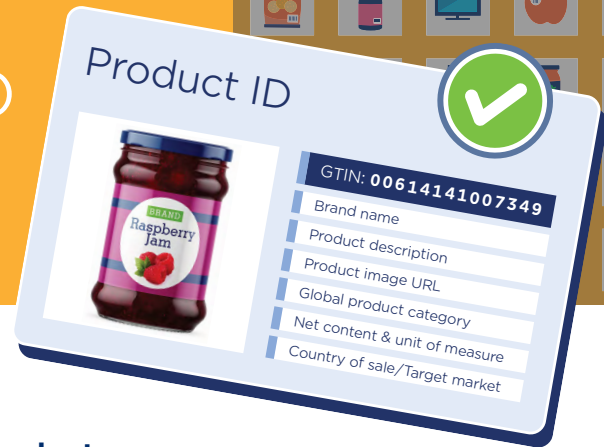 Product ID
BRAND
Raspberry
Jam
GTIN: 00614141007349
Brand name
Product description
Product image URL
Global product category
Net content & unit of measure
Country of sale/Target market